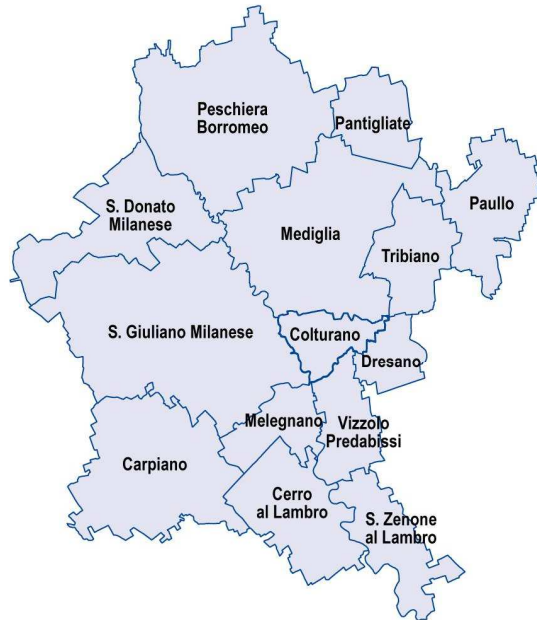 Peschiera
Borromeo
Pantigliate
S. Donato
Milanese
Paullo
Mediglia
Tribiano
S. Giuliano Milanese
Colturano
Dresano
Melegnano
Vizzolo
Predabissi
Carpiano
Cerro
al Lambro
S. Zenone
al Lambro